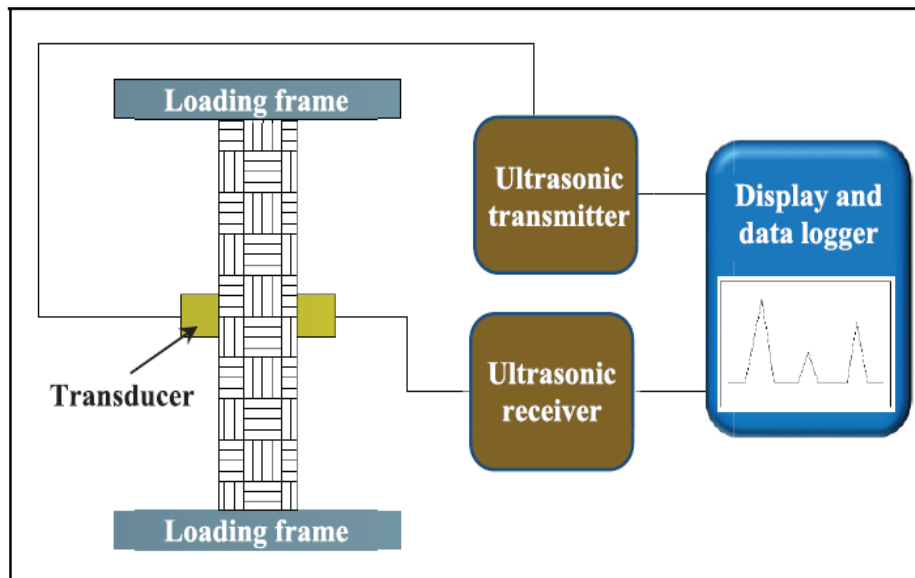 Loading frame
Ultrasonic
transmitter
Display and
data logger
Transducer
Ultrasonic
receiver
Loading frame